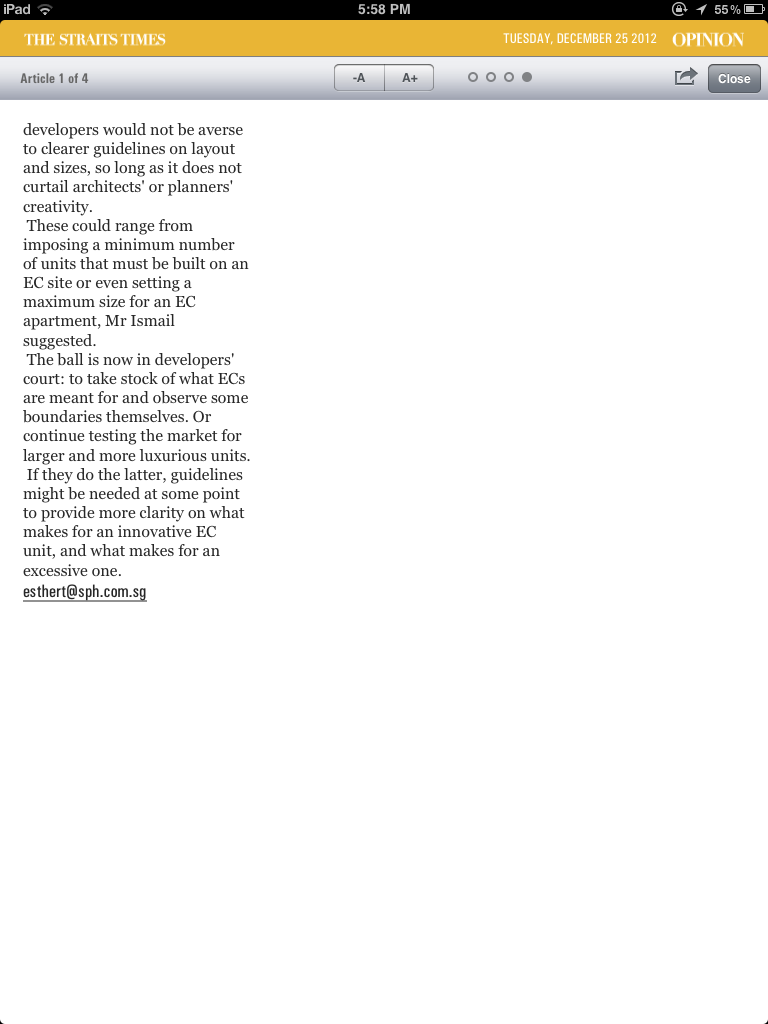 iPad 5:58 PM 55%
THE STRAITS TIMES TUESDAY, DECEMBER 25 2012 OPINION
Article 1 of 4 -A A+ Close
developers would not be averse
to clearer guidelines on layout
and sizes, so long as it does not
curtail architects' or planners'
creativity.
These could range from
imposing a minimum number
of units that must be built on an
EC site or even setting a
maximum size for an EC
apartment, Mr Ismail
suggested.
The ball is now in developers'
court: to take stock of what ECs
are meant for and observe some
boundaries themselves. Or
continue testing the market for
larger and more luxurious units.
If they do the latter, guidelines
might be needed at some point
to provide more clarity on what
makes for an innovative EC
unit, and what makes for an
excessive one.
esthert@sph.com.sg